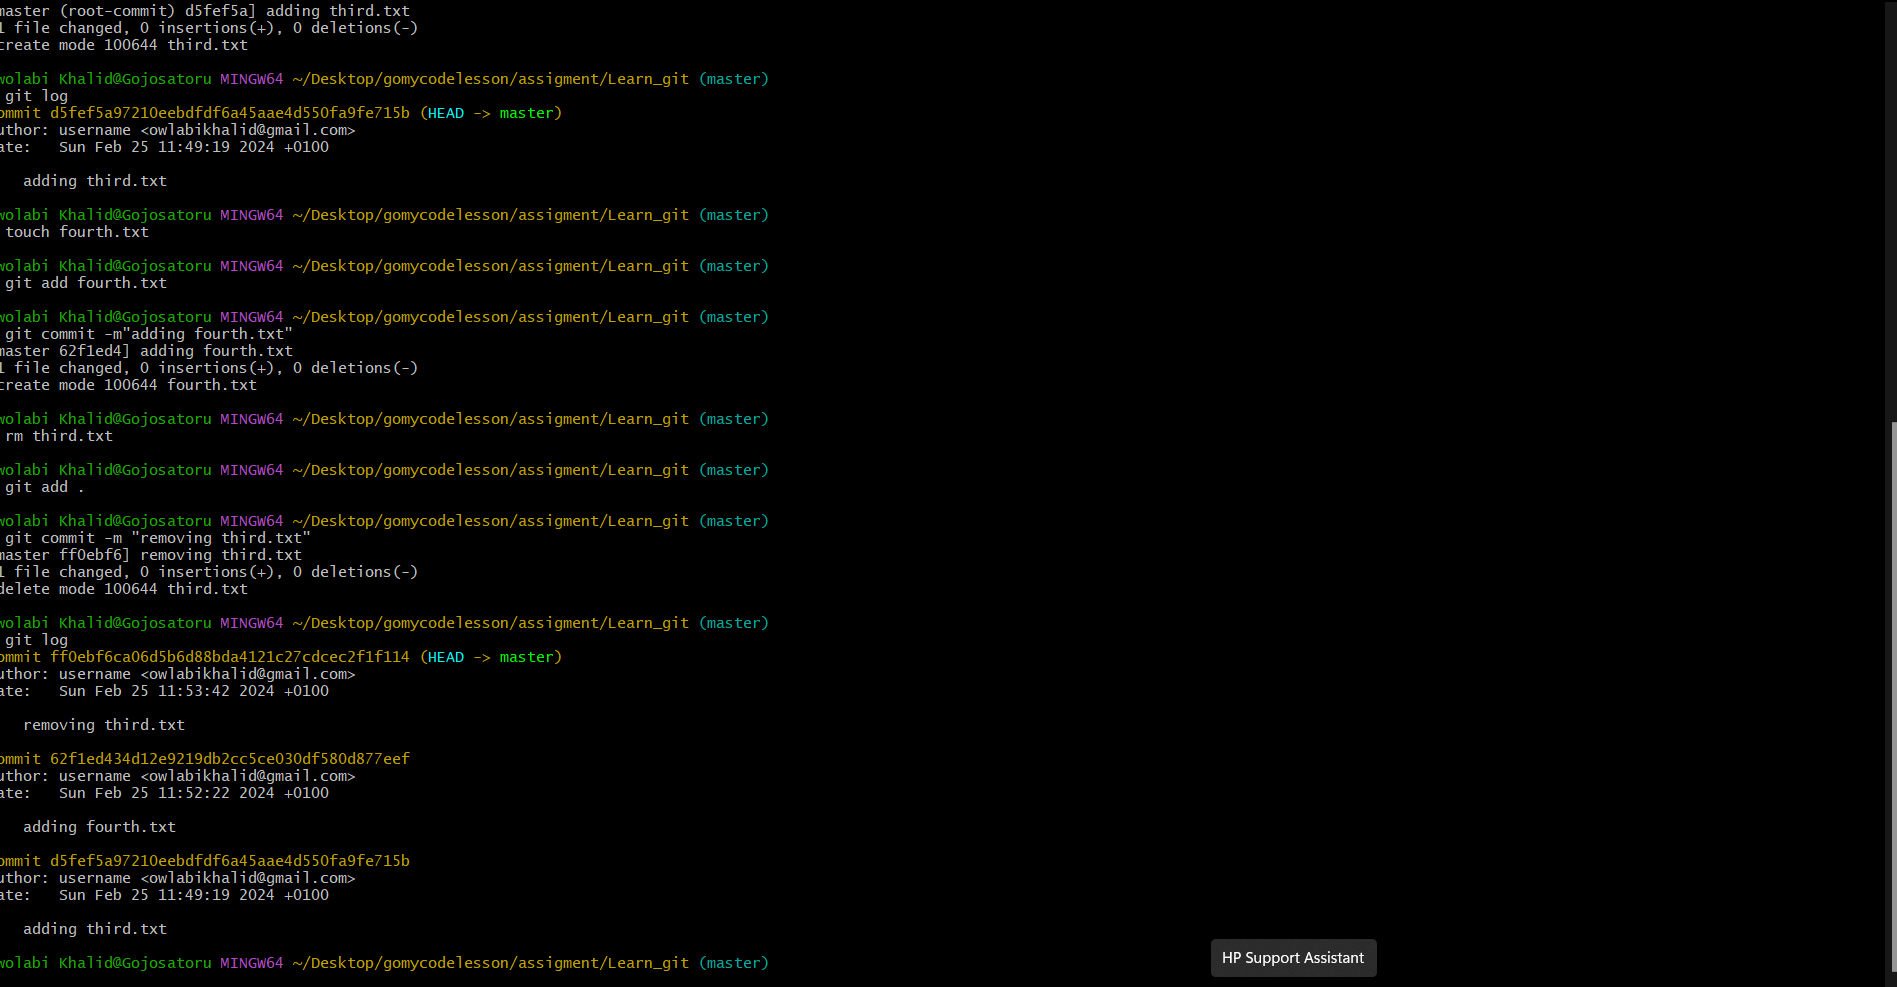 master (root-commit) d5fef5a] adding third.txt
1 file changed, 0 insertions(+), 0 deletions(-)
create mode 100644 third.txt
wolabi Khalid@Gojosatoru MINGW64 ~/Desktop/gomycodelesson/assigment/Learn_git (master)
git log
ommit d5fef5a97210eebdfdf6a45aae4d550fa9fe715b (HEAD -> master)
uthor: username <owlabikhalid@gmail.com>
ate:   Sun Feb 25 11:49:19 2024 +0100
adding third.txt
wolabi Khalid@Gojosatoru MINGW64 ~/Desktop/gomycodelesson/assigment/Learn_git (master)
touch fourth.txt
wolabi Khalid@Gojosatoru MINGW64 ~/Desktop/gomycodelesson/assigment/Learn_git (master)
git add fourth.txt
wolabi Khalid@Gojosatoru MINGW64 ~/Desktop/gomycodelesson/assigment/Learn_git (master)
git commit -m"adding fourth.txt"
master 62f1ed4] adding fourth.txt
1 file changed, 0 insertions(+), 0 deletions(-)
create mode 100644 fourth.txt
wolabi Khalid@Gojosatoru MINGW64 ~/Desktop/gomycodelesson/assigment/Learn_git (master)
rm third.txt
wolabi Khalid@Gojosatoru MINGW64 ~/Desktop/gomycodelesson/assigment/Learn_git (master)
git add .
wolabi Khalid@Gojosatoru MINGW64 ~/Desktop/gomycodelesson/assigment/Learn_git (master)
git commit -m "removing third.txt"
master ff0ebf6] removing third.txt
1 file changed, 0 insertions(+), 0 deletions(-)
delete mode 100644 third.txt
wolabi Khalid@Gojosatoru MINGW64 ~/Desktop/gomycodelesson/assigment/Learn_git (master)
git log
ommit ff0ebf6ca06d5b6d88bda4121c27cdcec2f1f114 (HEAD -> master)
uthor: username <owlabikhalid@gmail.com>
ate:   Sun Feb 25 11:53:42 2024 +0100
removing third.txt
ommit 62f1ed434d12e9219db2cc5ce030df580d877eef
uthor: username <owlabikhalid@gmail.com>
ate:   Sun Feb 25 11:52:22 2024 +0100
adding fourth.txt
ommit d5fef5a97210eebdfdf6a45aae4d550fa9fe715b
uthor: username <owlabikhalid@gmail.com>
ate:   Sun Feb 25 11:49:19 2024 +0100
adding third.txt
wolabi Khalid@Gojosatoru MINGW64 ~/Desktop/gomycodelesson/assigment/Learn_git (master)
HP Support Assistant